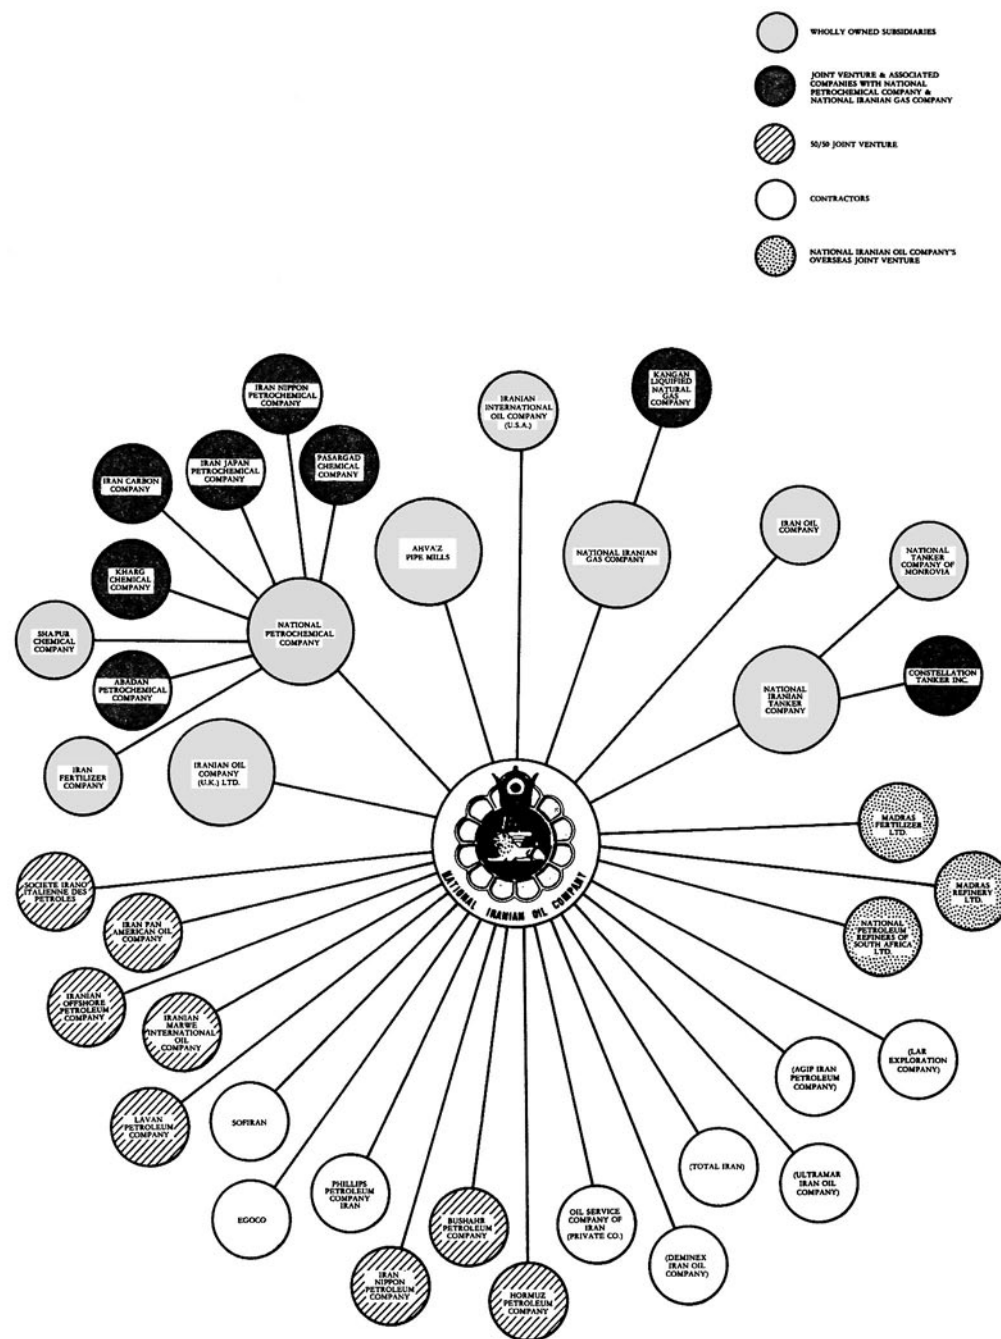 WHOLLY OWNED SUBSIDIARIES
JOINT VENTURE & ASSOCIATED
COMPANIES WITH NATIONAL
PETROCHEMICAL COMPANY &
NATIONAL IRANIAN GAS COMPANY
50/50 JOINT VENTURE
CONTRACTORS
NATIONAL IRANIAN OIL COMPANY'S
OVERSEAS JOINT VENTURE
IRAN NIPPON
PETROCHEMICAL
COMPANY
IRANIAN
INTERNATIONAL
OIL COMPANY
(U.S.A.)
KANGAN
LIQUIFIED
NATURAL
GAS
COMPANY
IRAN CARBON
COMPANY
IRAN JAPAN
PETROCHEMICAL
COMPANY
PASARGAD
CHEMICAL
COMPANY
AHVAZ
PIPE MILLS
NATIONAL IRANIAN
GAS COMPANY
IRAN OIL
COMPANY
NATIONAL
TANKER
COMPANY OF
MONROVIA
KHARG
CHEMICAL
COMPANY
SHAPUR
CHEMICAL
COMPANY
NATIONAL
PETROCHEMICAL
COMPANY
ABADAN
PETROCHEMICAL
COMPANY
NATIONAL
IRANIAN
TANKER
COMPANY
CONSTELLATION
TANKER INC.
IRAN
FERTILIZER
COMPANY
IRANIAN OIL
COMPANY
(U.K.) LTD.
NATIONAL IRANIAN OIL COMPANY
MADRAS
FERTILIZER
LTD.
MADRAS
REFINERY
LTD.
NATIONAL
PETROLEUM
REFINERS OF
SOUTH AFRICA
LTD.
SOCIETE IRANO
ITALIENNE DES
PETROLES
IRAN PAN
AMERICAN OIL
COMPANY
IRANIAN
OFFSHORE
PETROLEUM
COMPANY
IRANIAN
MARWE
INTERNATIONAL
OIL
COMPANY
LAVAN
PETROLEUM
COMPANY
SOFIRAN
EGOCO
PHILLIPS
PETROLEUM
COMPANY
IRAN
IRAN
NIPPON
PETROLEUM
COMPANY
BUSHAHR
PETROLEUM
COMPANY
HORMUZ
PETROLEUM
COMPANY
OIL SERVICE
COMPANY OF
IRAN
(PRIVATE CO.)
(DEMINEX
IRAN OIL
COMPANY)
(TOTAL IRAN)
(ULTRAMAR
IRAN OIL
COMPANY)
(AGIP IRAN
PETROLEUM
COMPANY)
(LAR
EXPLORATION
COMPANY)